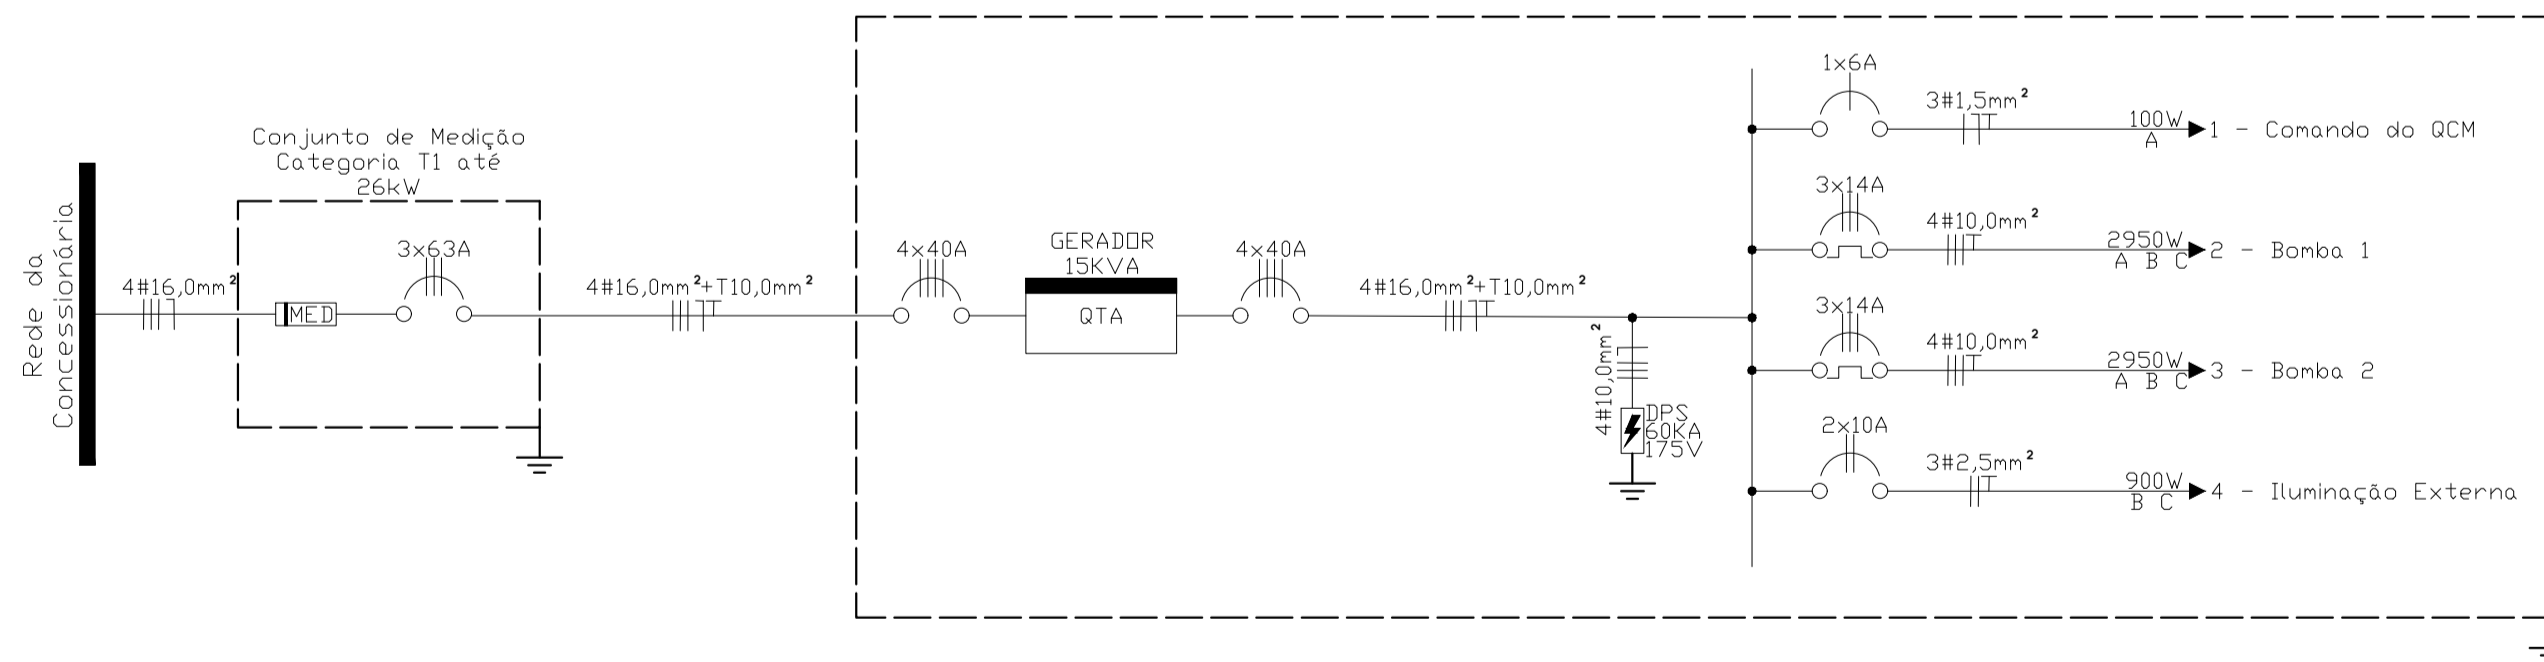 Rede da
Concessionária
4#16,0mm²
Conjunto de Medição
Categoria T1 até
26kW
MED
3x63A
4#16,0mm²+T10,0mm²
4x40A
GERADOR
15KVA
QTA
4x40A
4#16,0mm²+T10,0mm²
4#10,0mm²
DPS
60KA
175V
1x6A
3#1,5mm²
100W
A
1 - Comando do QCM
3x14A
4#10,0mm²
2950W
A B C
2 - Bomba 1
3x14A
4#10,0mm²
2950W
A B C
3 - Bomba 2
2x10A
3#2,5mm²
900W
B C
4 - Iluminação Externa